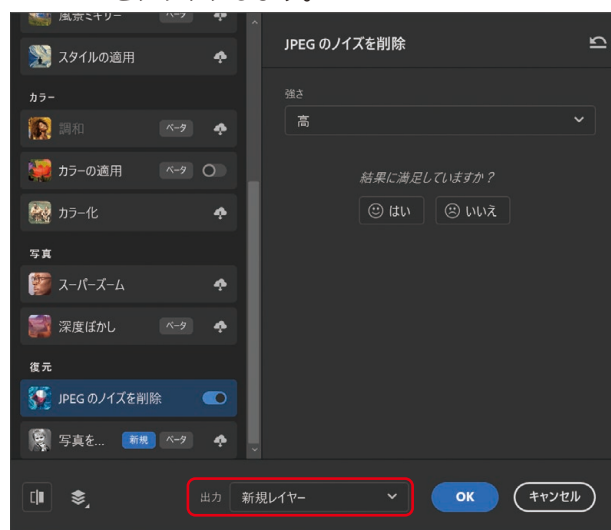 風景ミキサー ベータ
スタイルの適用
カラー
調和 ベータ
カラーの適用 ベータ
カラー化
写真
スーパーズーム
深度ぼかし ベータ
復元
JPEG のノイズを削除
写真を... 新規 ベータ
JPEG のノイズを削除
強さ
高
結果に満足していますか？
はい いいえ
出力 新規レイヤー
OK キャンセル